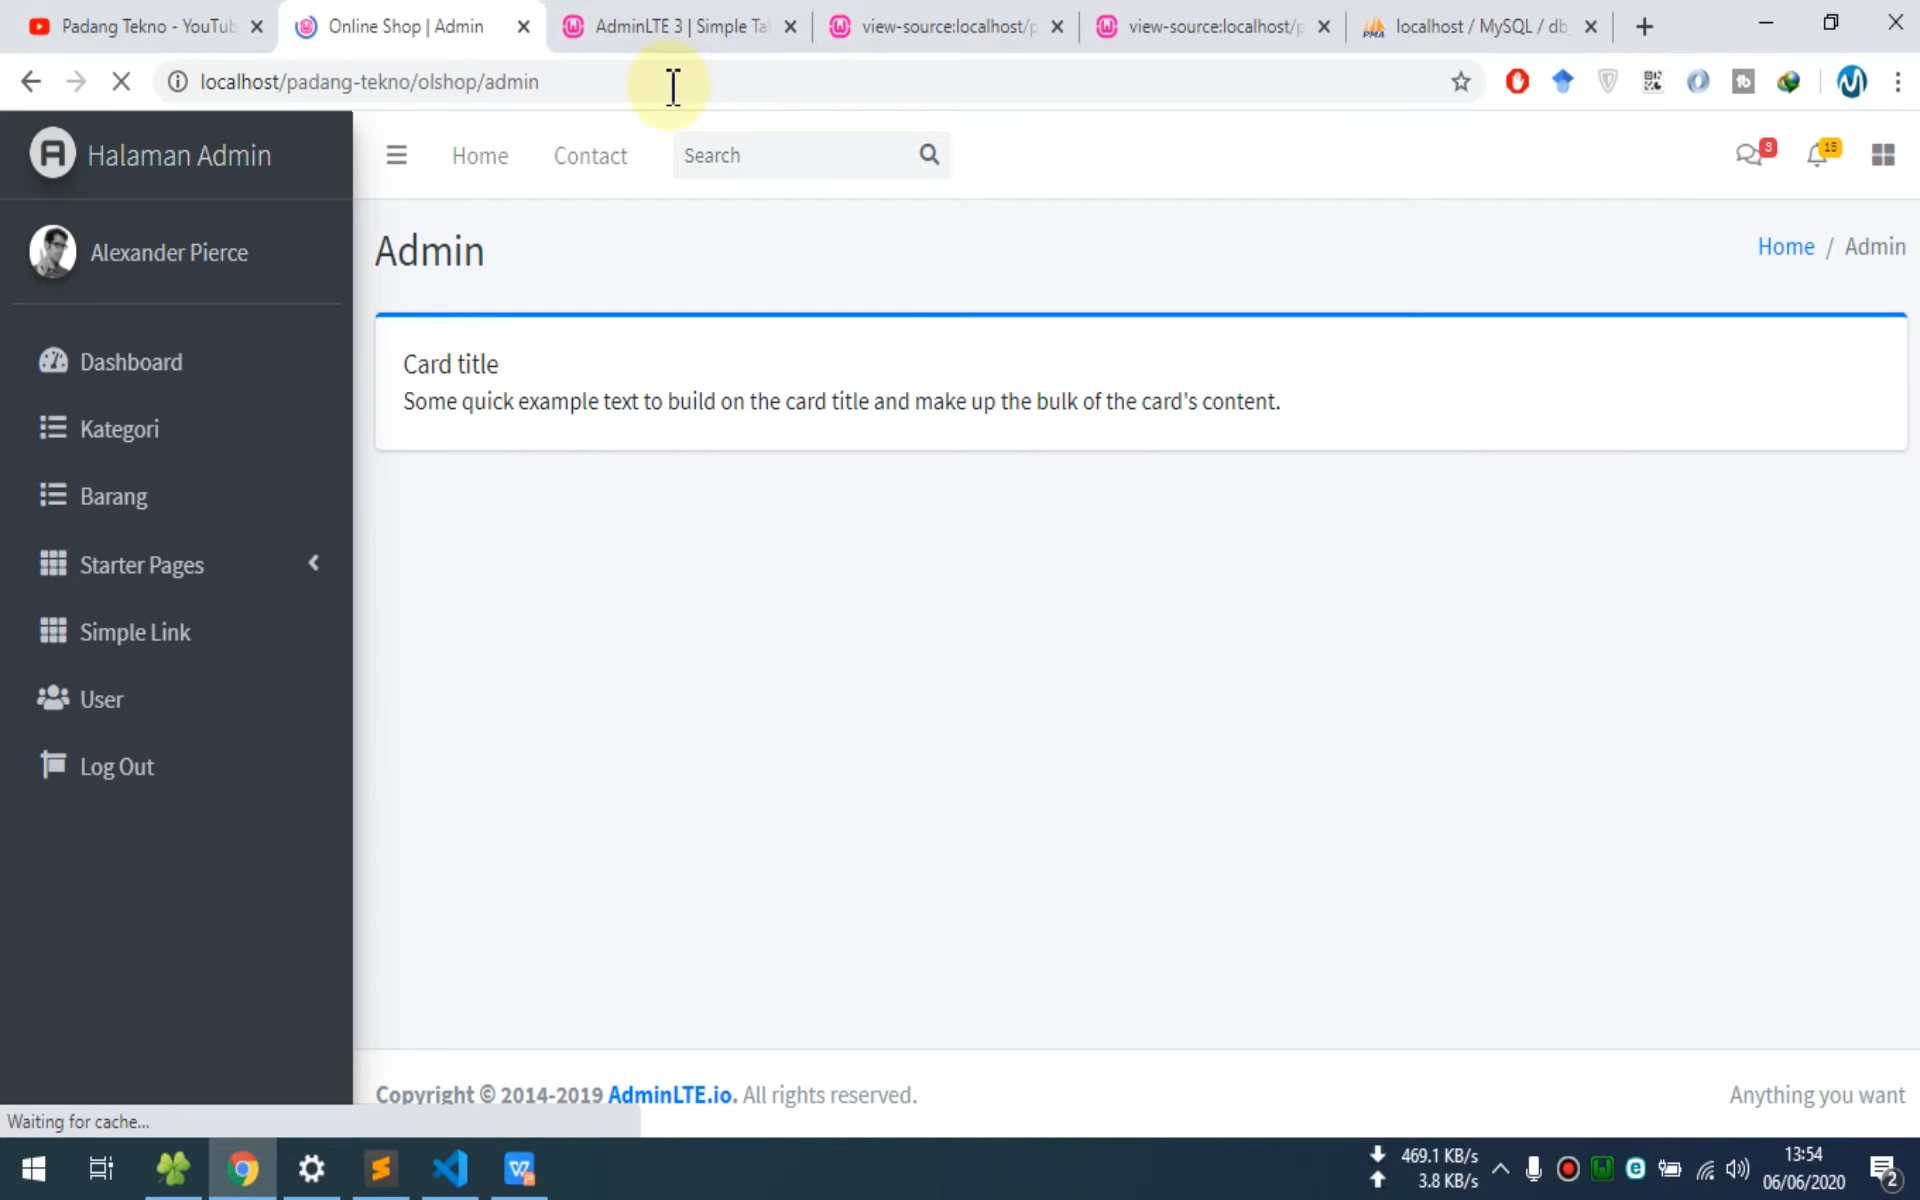 Padang Tekno - YouTub
Online Shop | Admin
AdminLTE 3 | Simple Ta
view-source:localhost/p
view-source:localhost/p
localhost / MySQL / db_
localhost/padang-tekno/olshop/admin
Halaman Admin
Home
Contact
Search
3
15
Alexander Pierce
Admin
Home / Admin
Dashboard
Kategori
Barang
Starter Pages
Simple Link
User
Log Out
Card title
Some quick example text to build on the card title and make up the bulk of the card's content.
Copyright © 2014-2019 AdminLTE.io. All rights reserved.
Anything you want
Waiting for cache...
469.1 KB/s
3.8 KB/s
13:54
06/06/2020
2